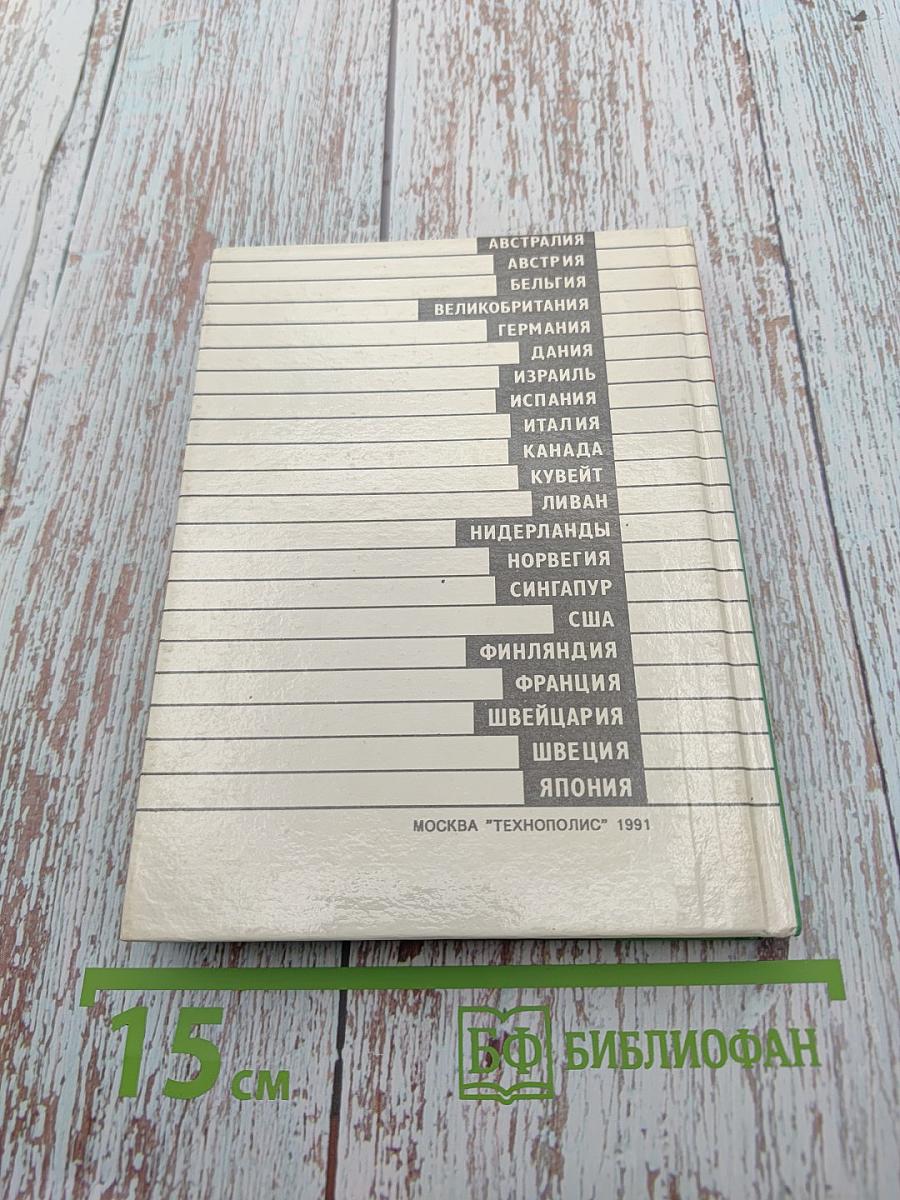 АВСТРАЛИЯ
АВСТРИЯ
БЕЛЬГИЯ
ВЕЛИКОБРИТАНИЯ
ГЕРМАНИЯ
ДАНИЯ
ИЗРАИЛЬ
ИСПАНИЯ
ИТАЛИЯ
КАНАДА
КУВЕЙТ
ЛИВАН
НИДЕРЛАНДЫ
НОРВЕГИЯ
СИНГАПУР
США
ФИНЛЯНДИЯ
ФРАНЦИЯ
ШВЕЙЦАРИЯ
ШВЕЦИЯ
ЯПОНИЯ
МОСКВА "ТЕХНОПОЛИС" 1991
15 см
БФ БИБЛИОФАН